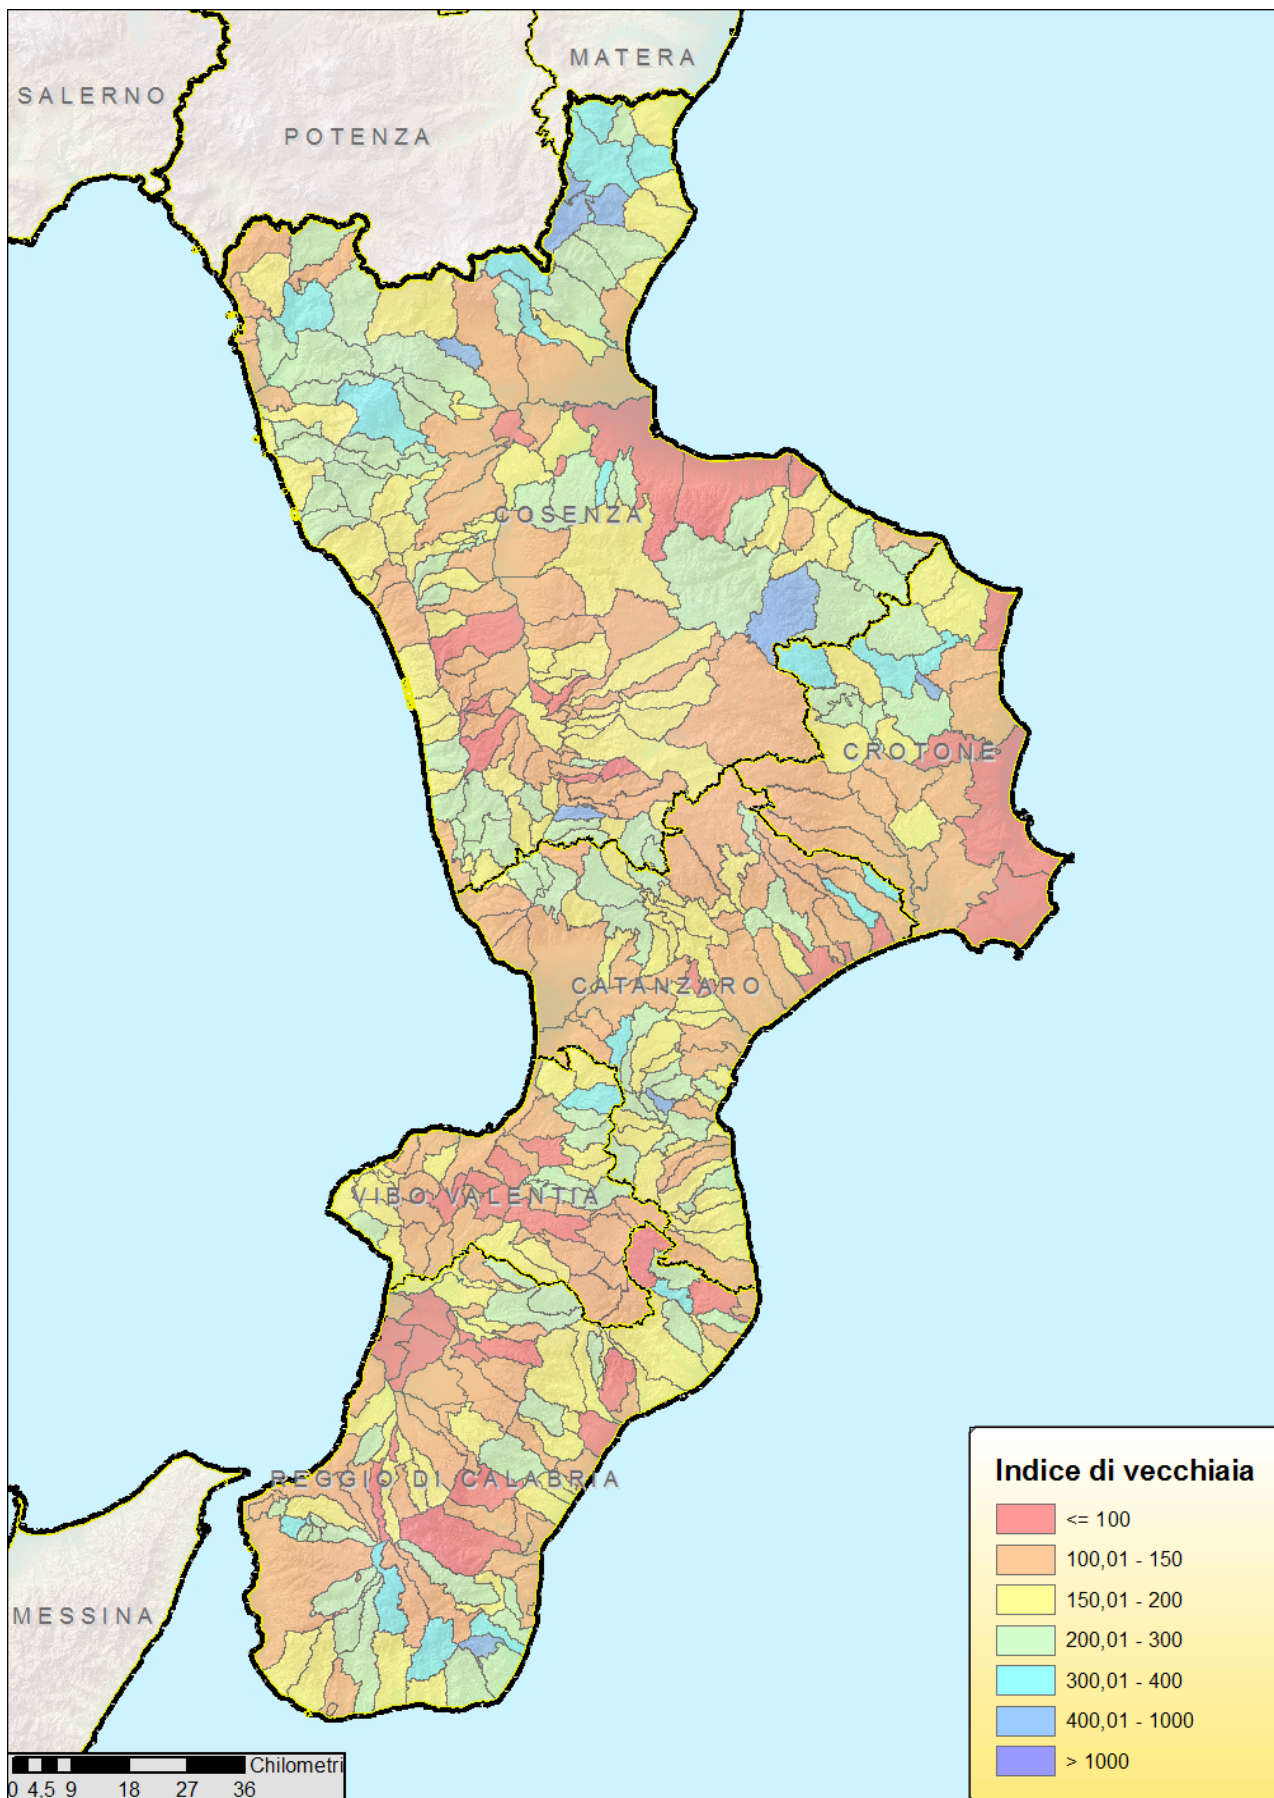 MATERA
SALERNO
POTENZA
COSENZA
CROTONE
CATANZARO
VIBO VALENTIA
REGGIO DI CALABRIA
MESSINA
Indice di vecchiaia
<= 100
100,01 - 150
150,01 - 200
200,01 - 300
300,01 - 400
400,01 - 1000
> 1000
Chilometri
0 4,5 9 18 27 36